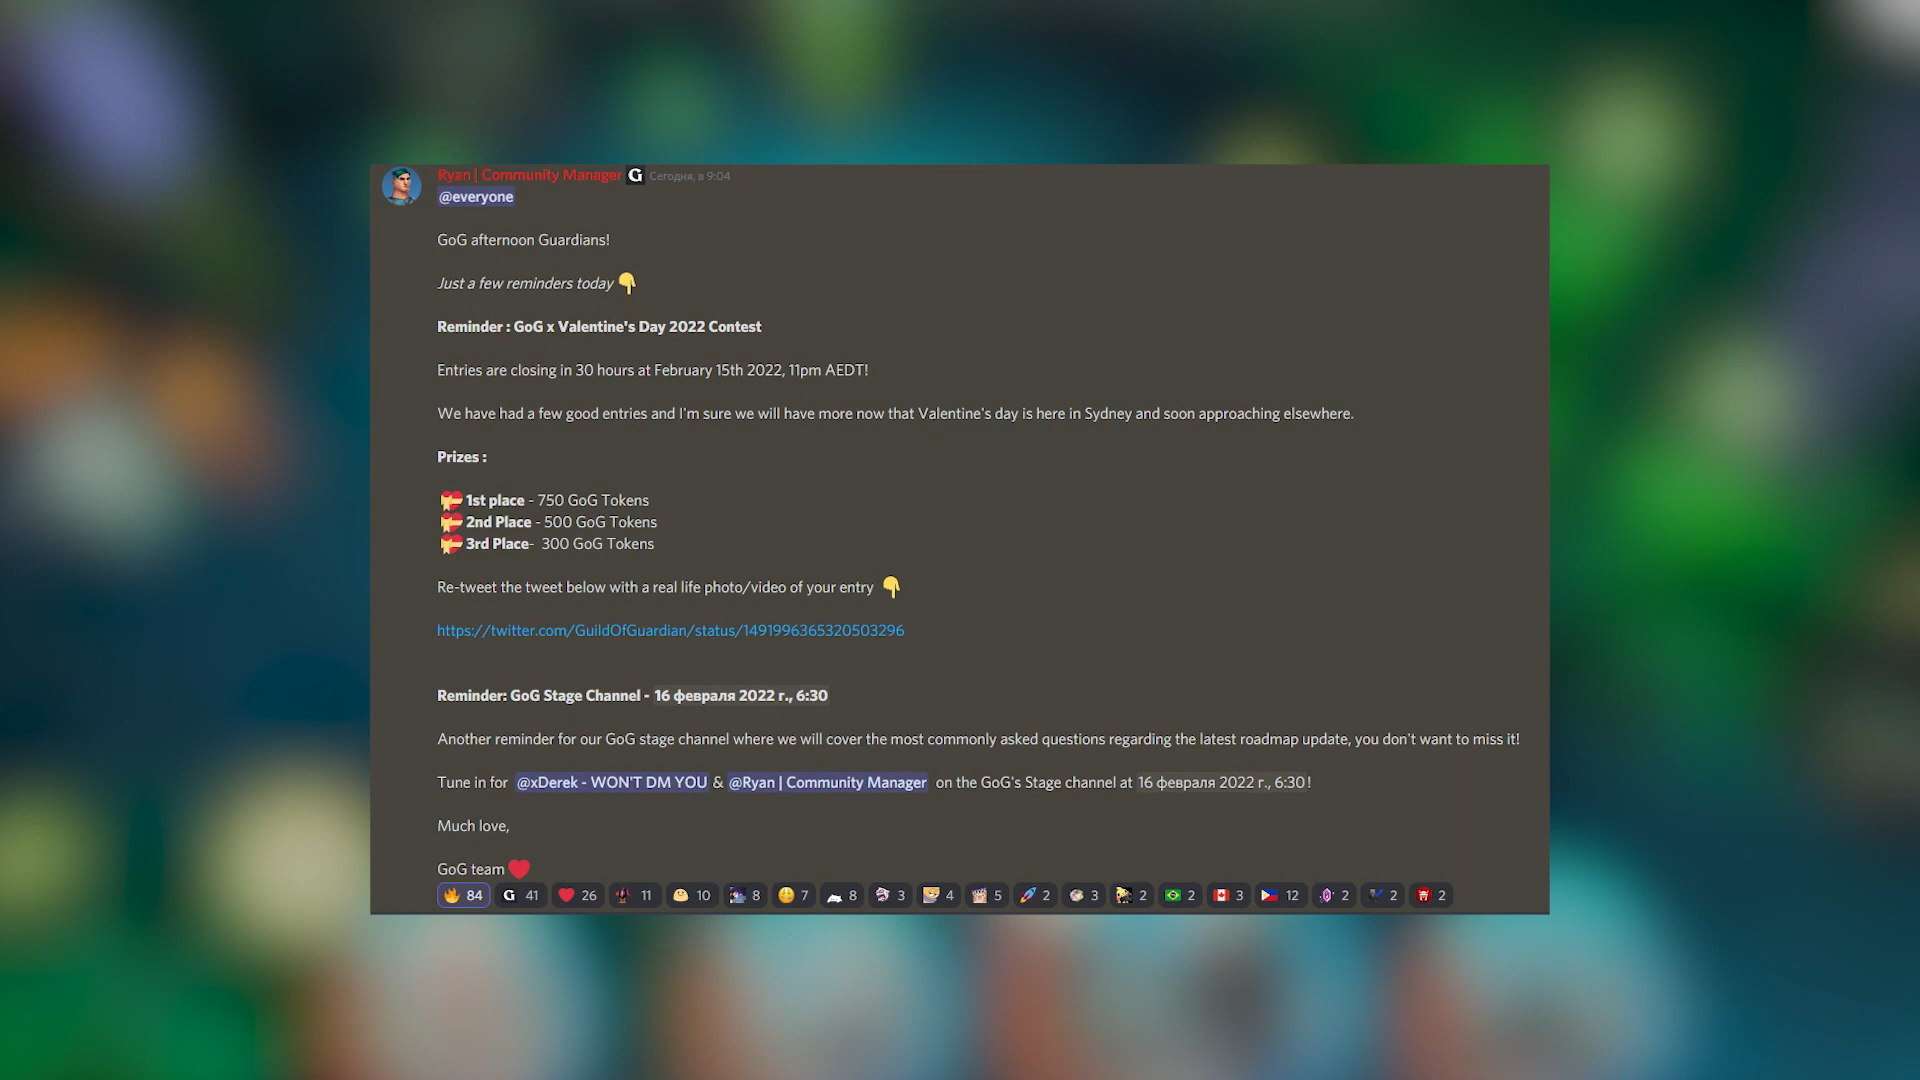 Ryan | Community Manager G Сегодня, в 9:04
@everyone
GoG afternoon Guardians!
Just a few reminders today
Reminder : GoG x Valentine's Day 2022 Contest
Entries are closing in 30 hours at February 15th 2022, 11pm AEDT!
We have had a few good entries and I'm sure we will have more now that Valentine's day is here in Sydney and soon approaching elsewhere.
Prizes :
1st place - 750 GoG Tokens
2nd Place - 500 GoG Tokens
3rd Place- 300 GoG Tokens
Re-tweet the tweet below with a real life photo/video of your entry
https://twitter.com/GuildOfGuardian/status/1491996365320503296
Reminder: GoG Stage Channel - 16 февраля 2022 г., 6:30
Another reminder for our GoG stage channel where we will cover the most commonly asked questions regarding the latest roadmap update, you don't want to miss it!
Tune in for @xDerek - WON'T DM YOU & @Ryan | Community Manager on the GoG's Stage channel at 16 февраля 2022 г., 6:30!
Much love,
GoG team
84 G 41 26 11 10 8 7 8 3 4 5 2 3 2 2 3 12 2 2 2